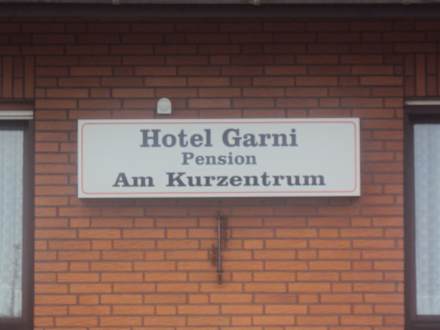 Hotel Garni
Pension
Am Kurzentrum